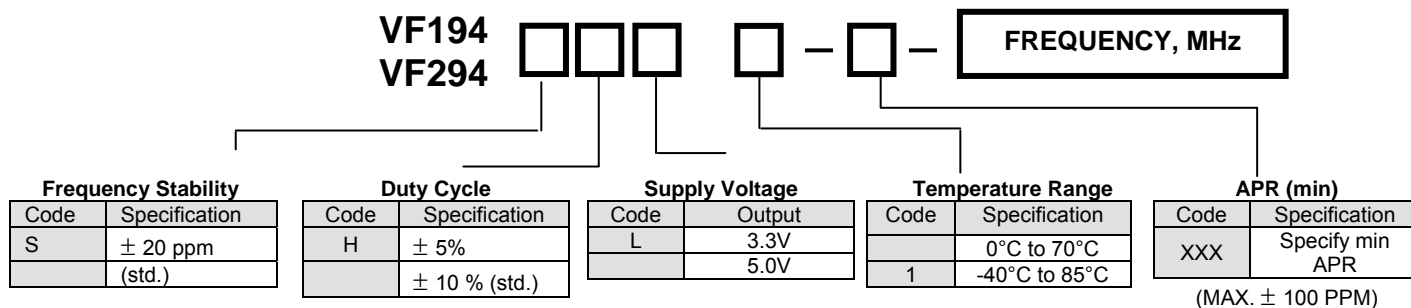 VF194
VF294
– – FREQUENCY, MHz
Frequency Stability
Code Specification
S ± 20 ppm
(std.)
Duty Cycle
Code Specification
H ± 5%
± 10 % (std.)
Supply Voltage
Code Output
L 3.3V
5.0V
Temperature Range
Code Specification
0°C to 70°C
1 -40°C to 85°C
APR (min)
Code Specification
XXX Specify min
APR
(MAX. ± 100 PPM)